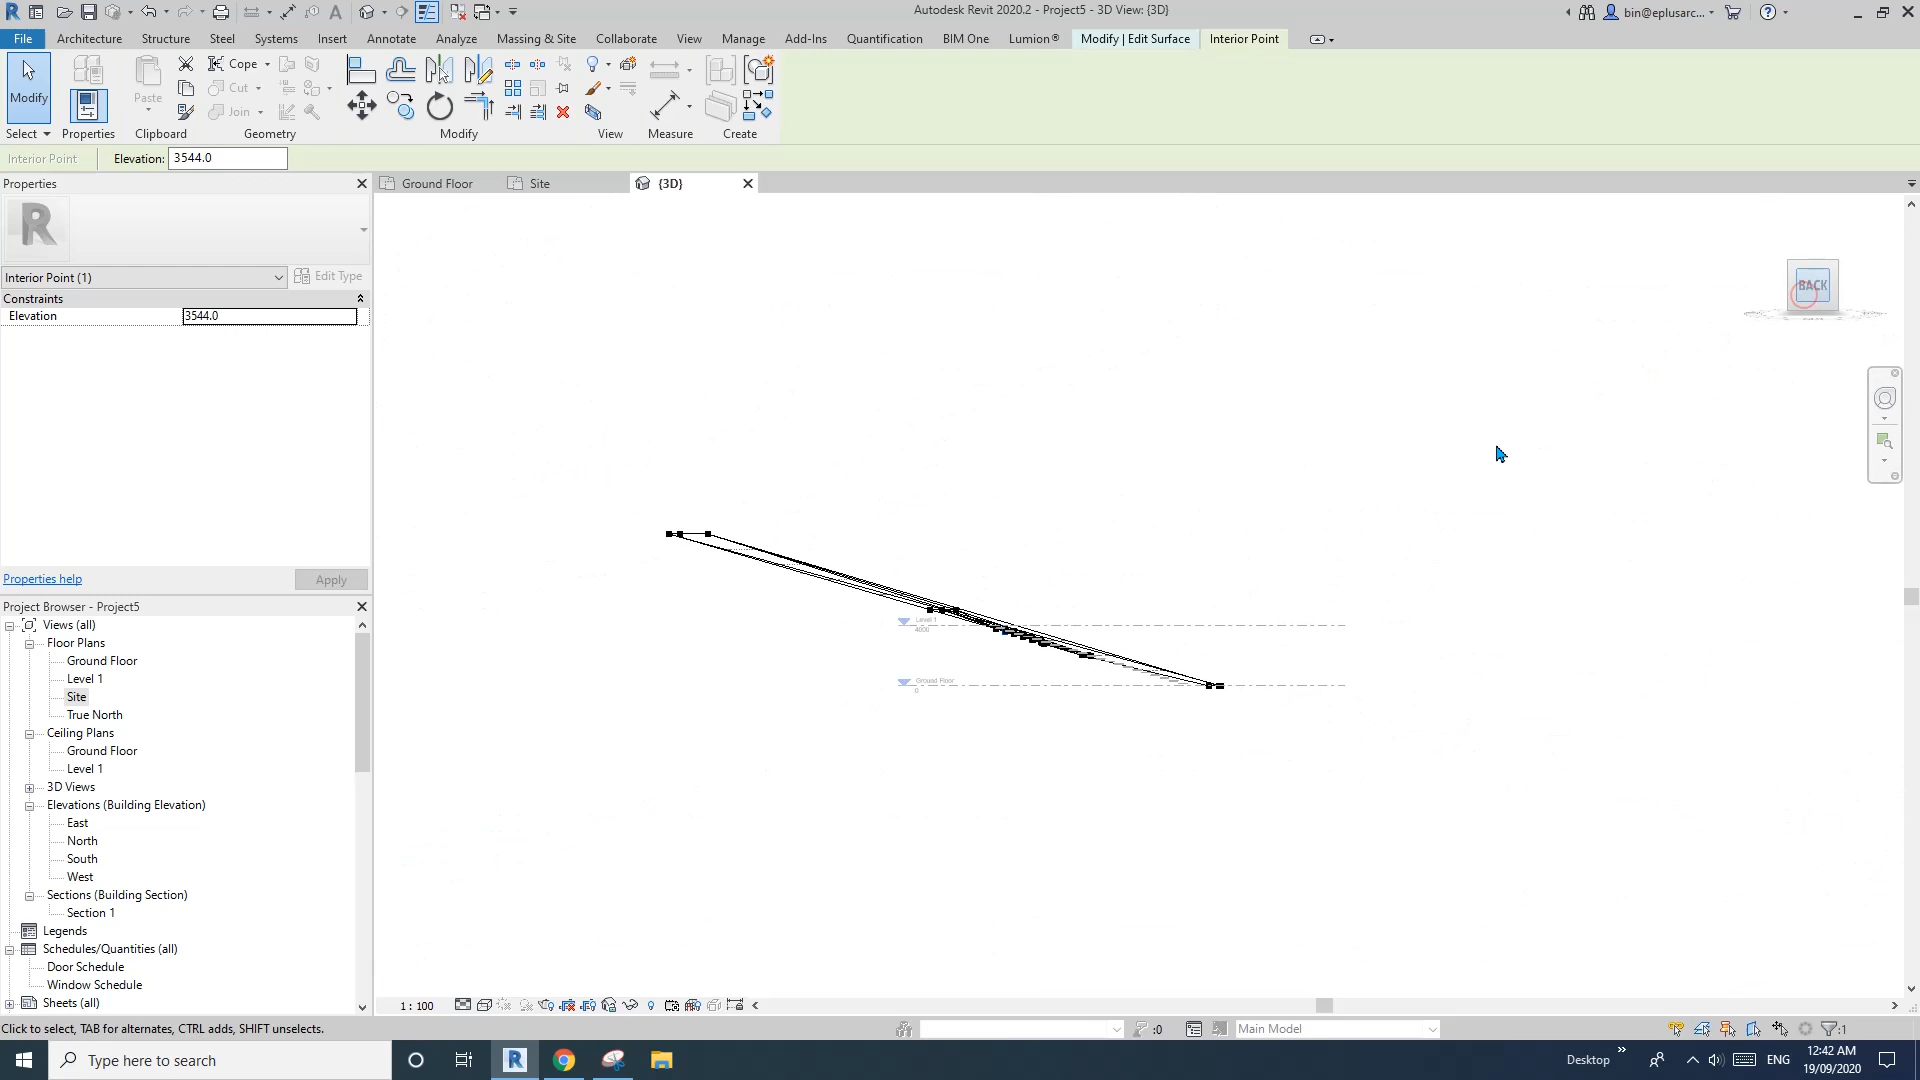 Autodesk Revit 2020.2 - Project5 - 3D View: {3D}
bin@eplusarc...
File Architecture Structure Steel Systems Insert Annotate Analyze Massing & Site Collaborate View Manage Add-Ins Quantification BIM One Lumion® Modify | Edit Surface Interior Point
Modify Paste Cope
Cut
Join
Select Properties Clipboard Geometry Modify View Measure Create
Interior Point Elevation: 3544.0
Properties
Ground Floor Site {3D}
R
Interior Point (1) Edit Type
Constraints
Elevation 3544.0
BACK
Level 1
4000
Ground Floor
0
Properties help Apply
Project Browser - Project5
Views (all)
Floor Plans
Ground Floor
Level 1
Site
True North
Ceiling Plans
Ground Floor
Level 1
3D Views
Elevations (Building Elevation)
East
North
South
West
Sections (Building Section)
Section 1
Legends
Schedules/Quantities (all)
Door Schedule
Window Schedule
Sheets (all)
1 : 100
Click to select, TAB for alternates, CTRL adds, SHIFT unselects.
:0 Main Model :1
Type here to search
Desktop ENG
12:42 AM
19/09/2020